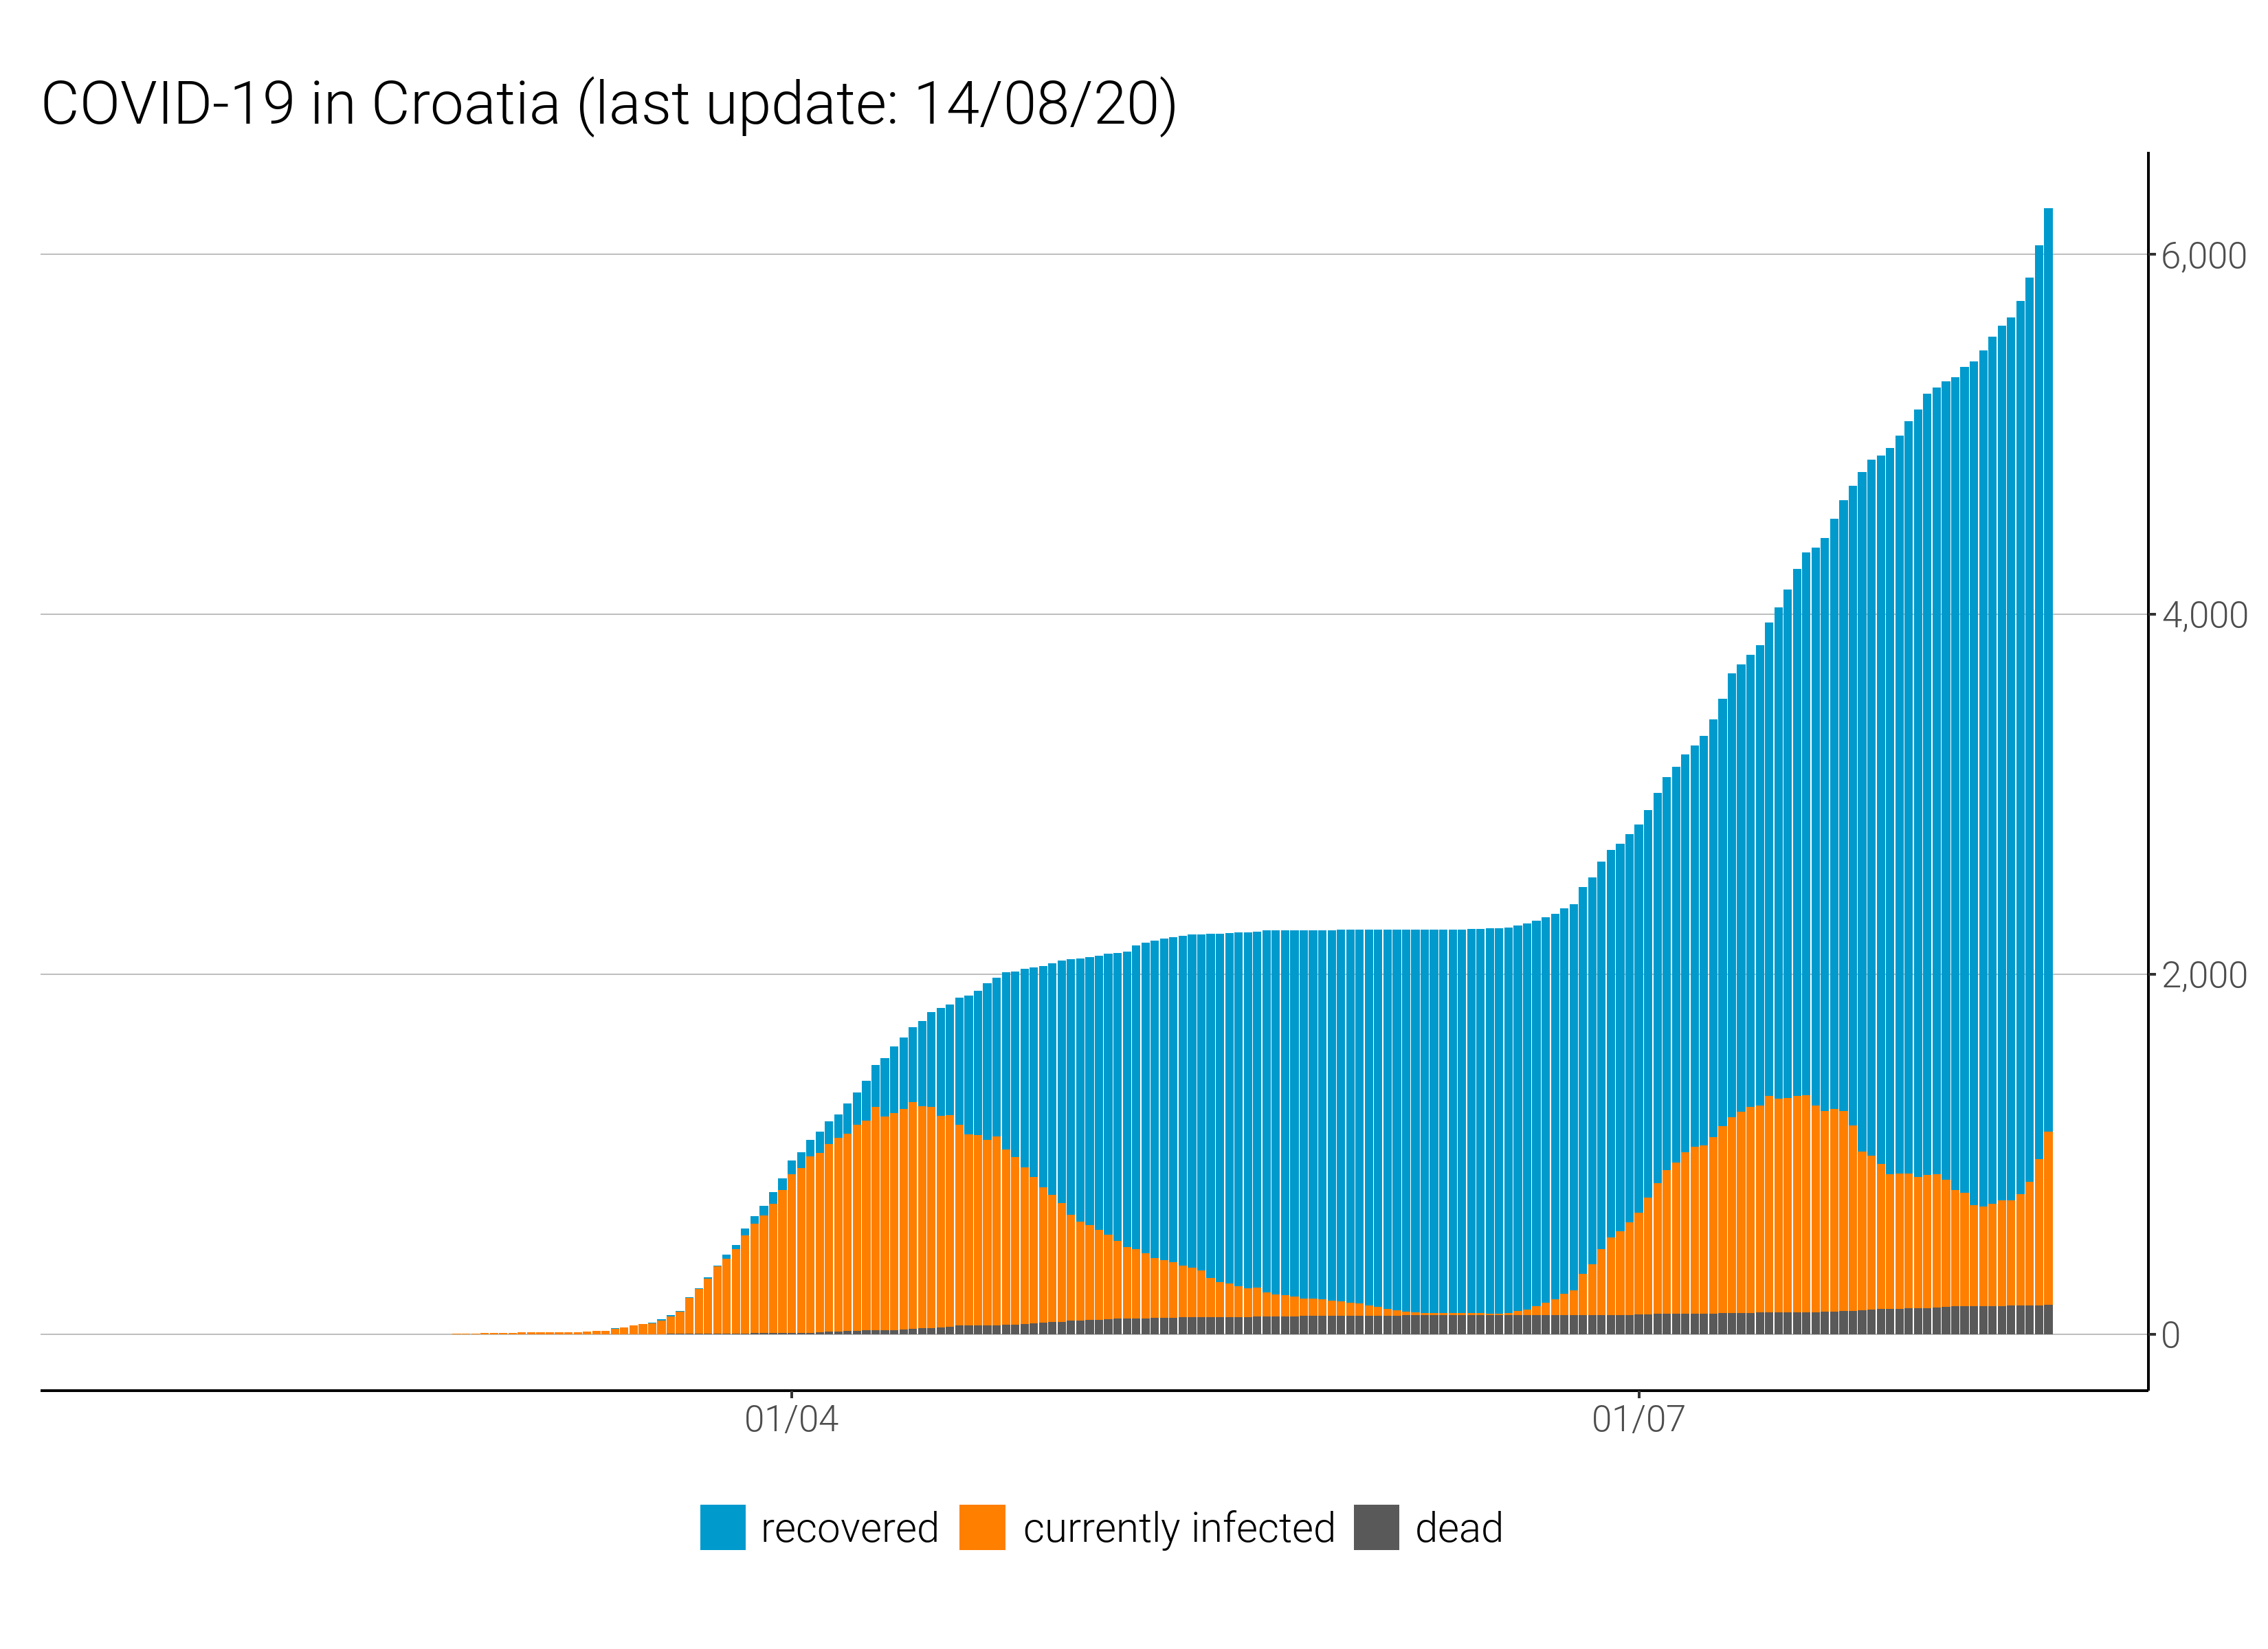 COVID-19 in Croatia (last update: 14/08/20)
6,000
4,000
2,000
0
01/04 01/07
recovered currently infected dead